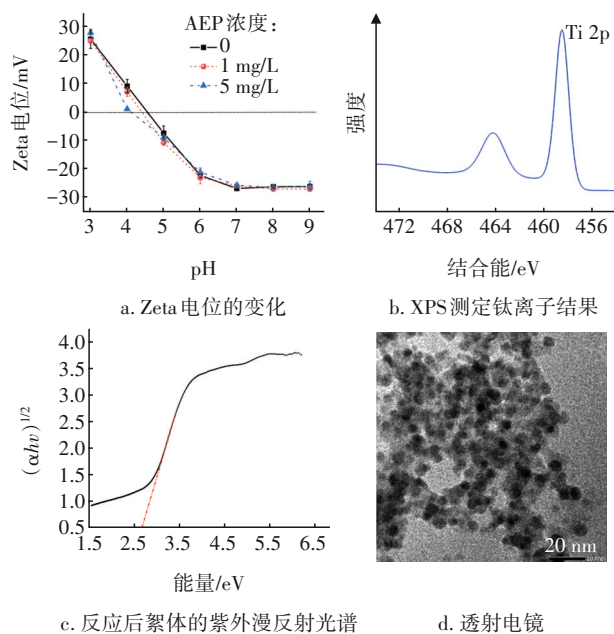 AEP浓度：
0
1 mg/L
5 mg/L
30
20
10
0
−10
−20
−30
Zeta电位/mV
3 4 5 6 7 8 9
pH
a. Zeta电位的变化
Ti 2p
强度
472 468 464 460 456
结合能/eV
b. XPS测定钛离子结果
4.0
3.5
3.0
2.5
2.0
1.5
1.0
0.5
(αhν)^1/2
1.5 2.5 3.5 4.5 5.5 6.5
能量/eV
c. 反应后絮体的紫外漫反射光谱
20 nm
d. 透射电镜